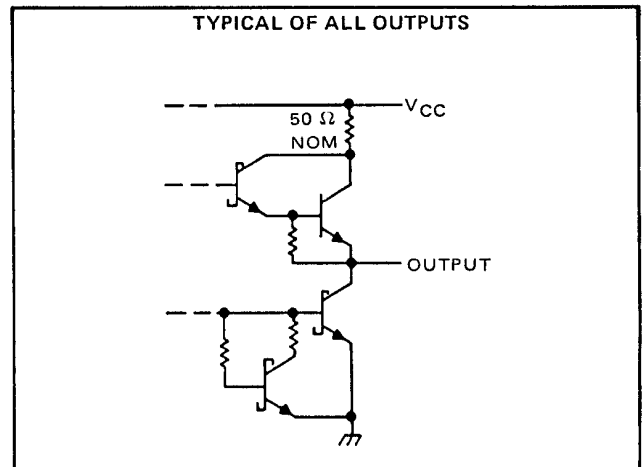 TYPICAL OF ALL OUTPUTS
VCC
50 Ω
NOM
OUTPUT